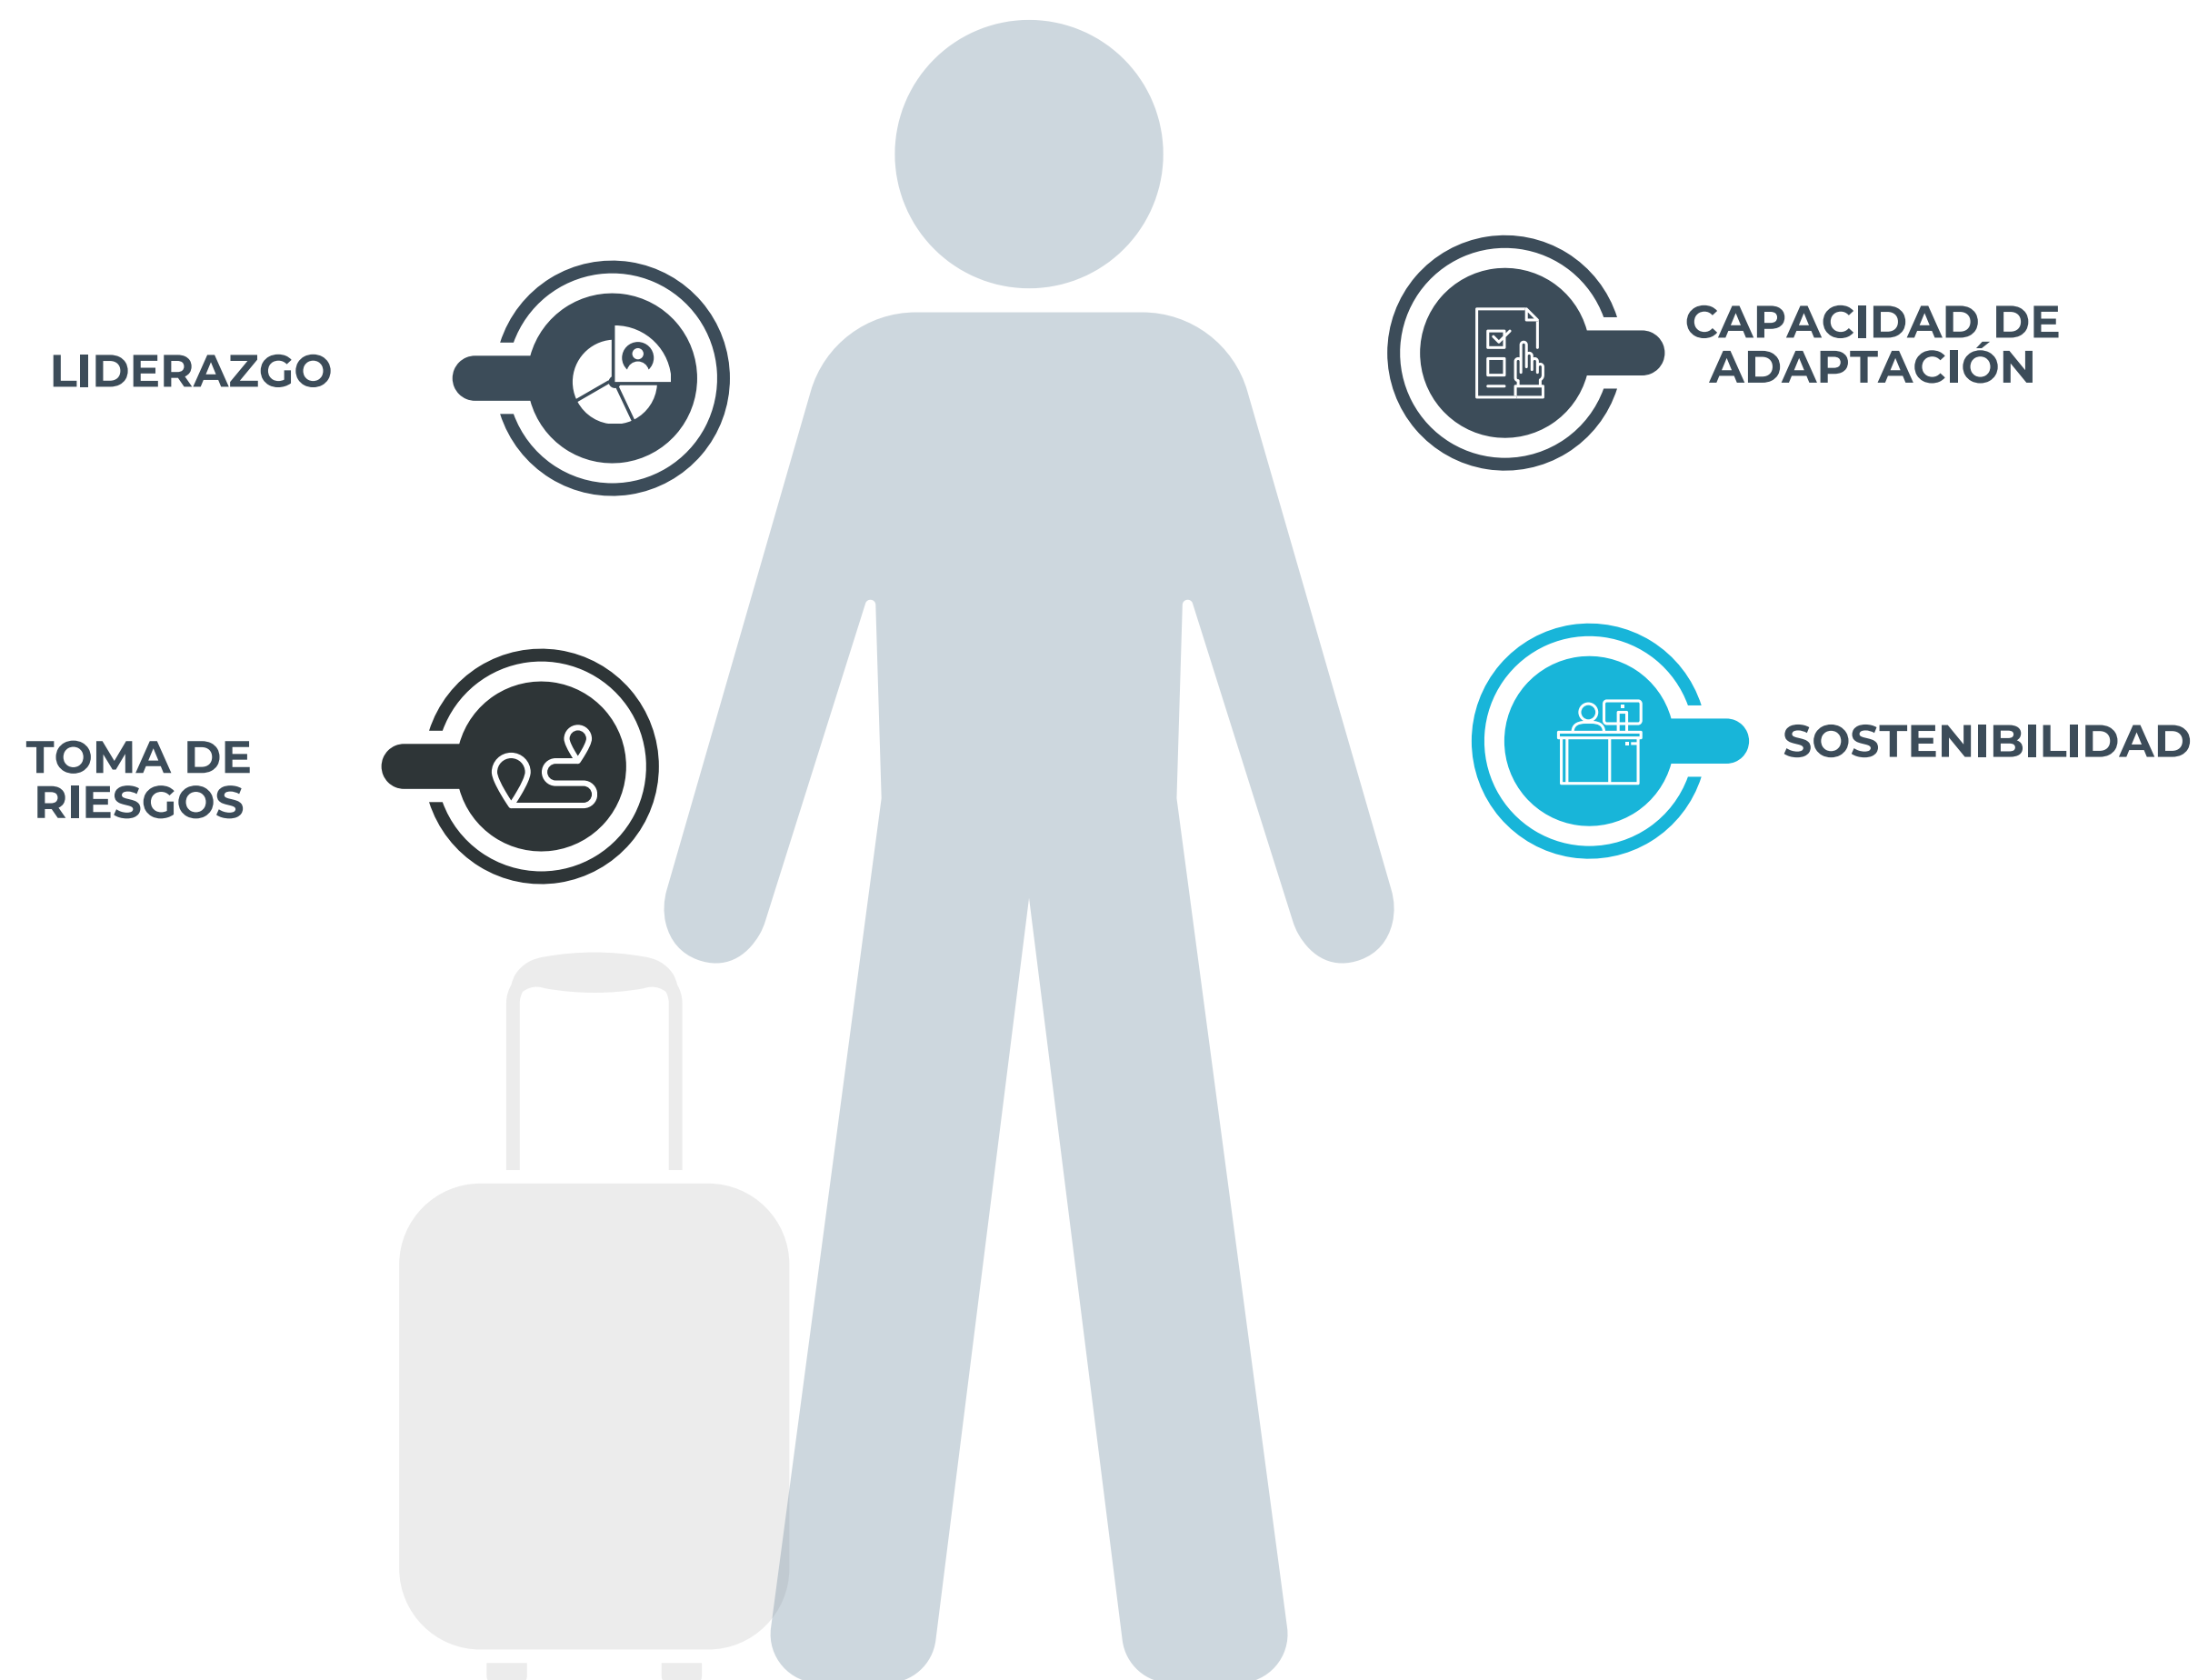 LIDERAZGO
CAPACIDAD DE
ADAPTACIÓN
TOMA DE
RIESGOS
SOSTENIBILIDAD